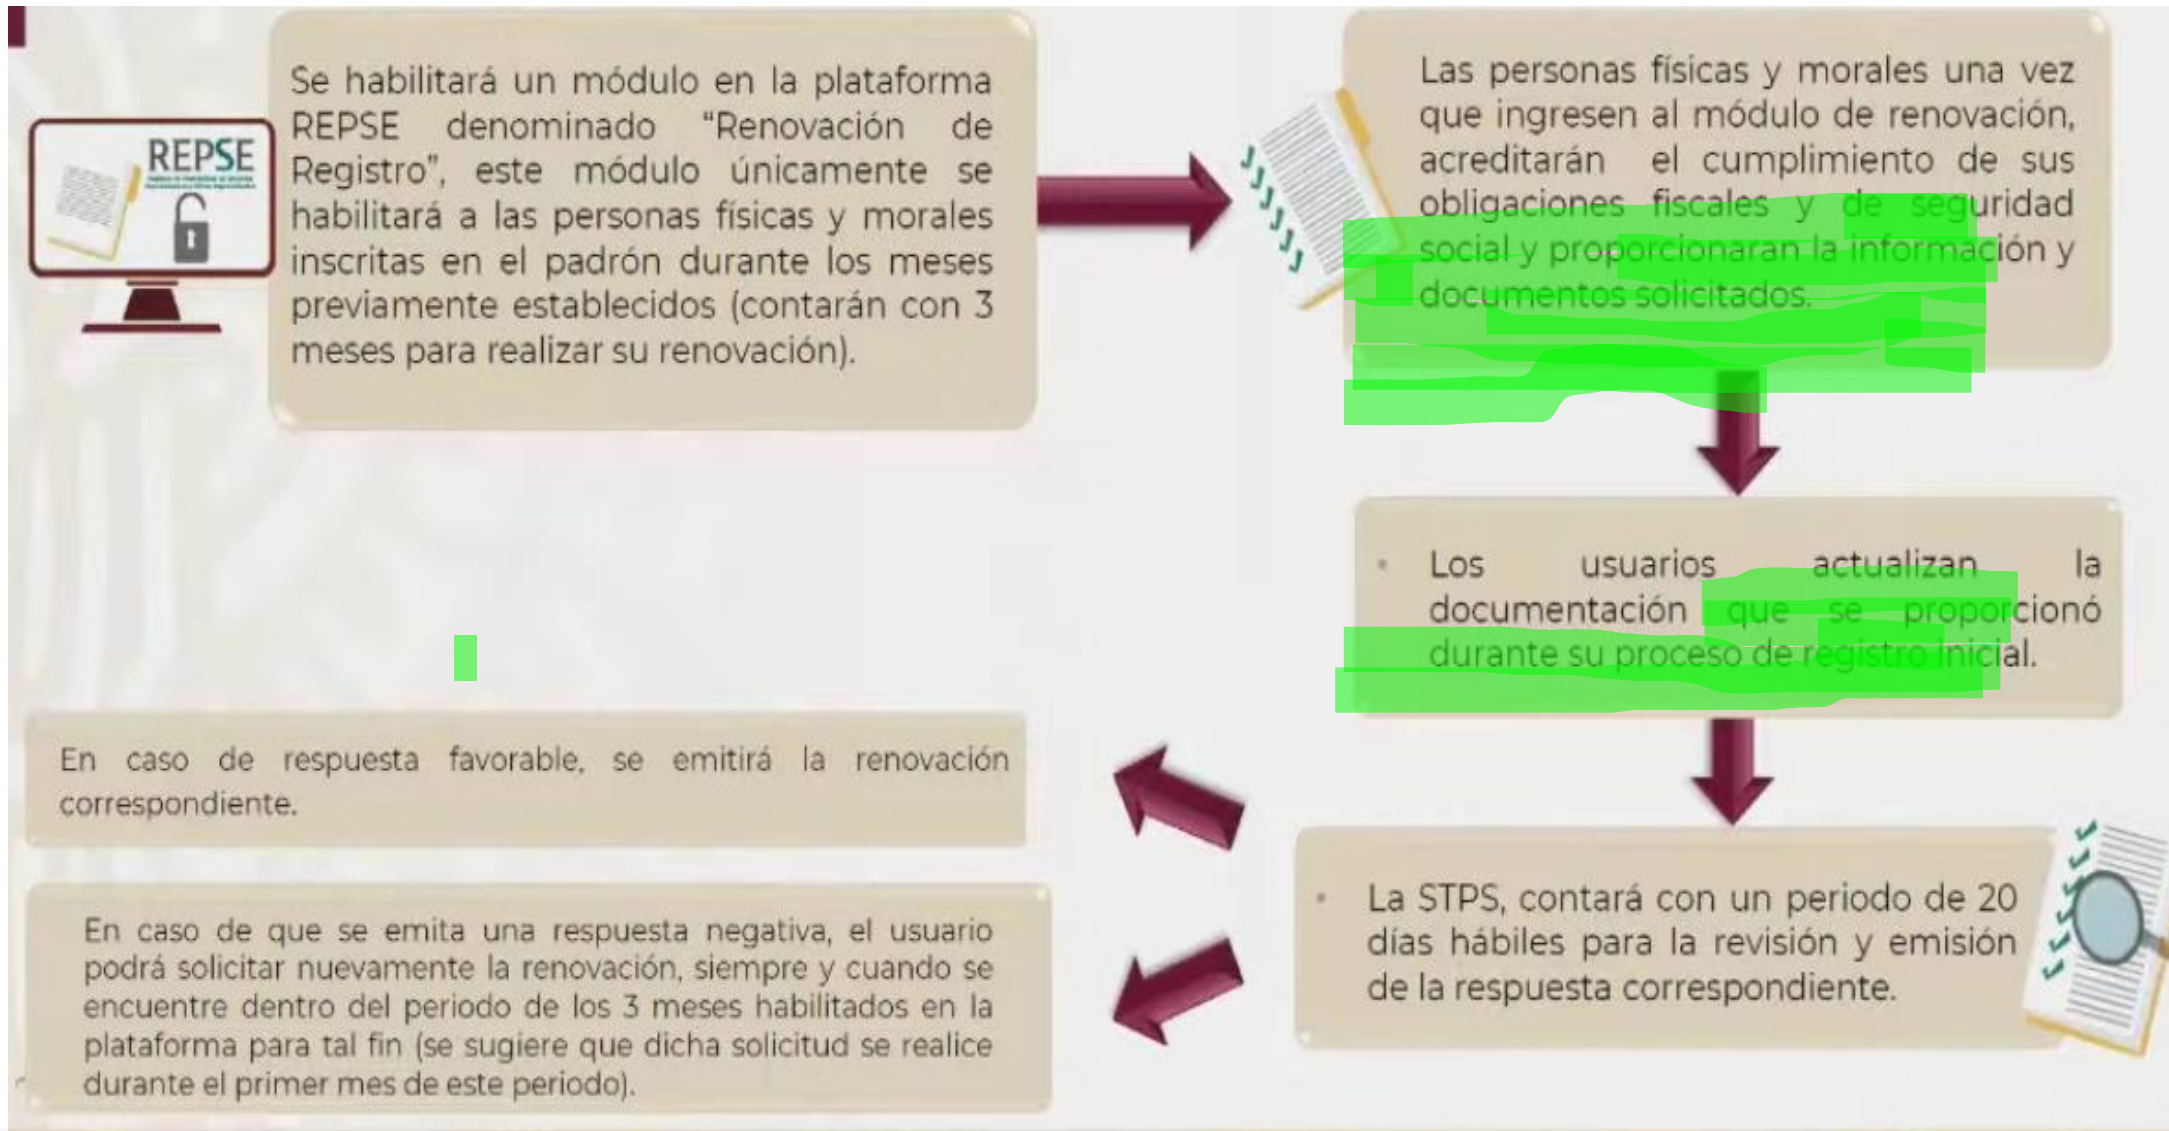 REPSE
Se habilitará un módulo en la plataforma
REPSE denominado “Renovación de
Registro”, este módulo únicamente se
habilitará a las personas físicas y morales
inscritas en el padrón durante los meses
previamente establecidos (contarán con 3
meses para realizar su renovación).
Las personas físicas y morales una vez
que ingresen al módulo de renovación,
acreditarán el cumplimiento de sus
obligaciones fiscales y de seguridad
social y proporcionaran la información y
documentos solicitados.
• Los usuarios actualizan la
documentación que se proporcionó
durante su proceso de registro inicial.
• La STPS, contará con un periodo de 20
días hábiles para la revisión y emisión
de la respuesta correspondiente.
En caso de respuesta favorable, se emitirá la renovación
correspondiente.
En caso de que se emita una respuesta negativa, el usuario
podrá solicitar nuevamente la renovación, siempre y cuando se
encuentre dentro del periodo de los 3 meses habilitados en la
plataforma para tal fin (se sugiere que dicha solicitud se realice
durante el primer mes de este periodo).